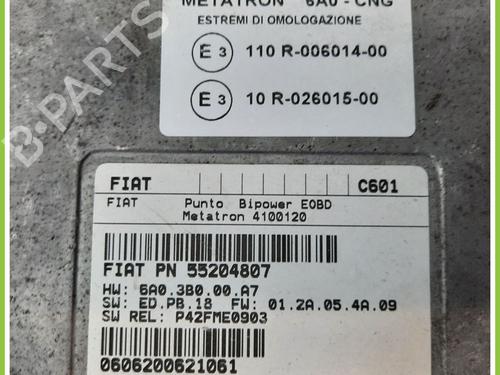 METATRON 6A0 - CNG
ESTREMI DI OMOLOGAZIONE
E 3 110 R-006014-00
E 3 10 R-026015-00
FIAT C601
FIAT Punto Bipower EOBD
Metatron 4100120
FIAT PN 55204807
HW: 6A0.3B0.00.A7
SW: ED.PB.18 FW: 01.2A.05.4A.09
SW REL: P42FME0903
0606200621061
B-PARTS